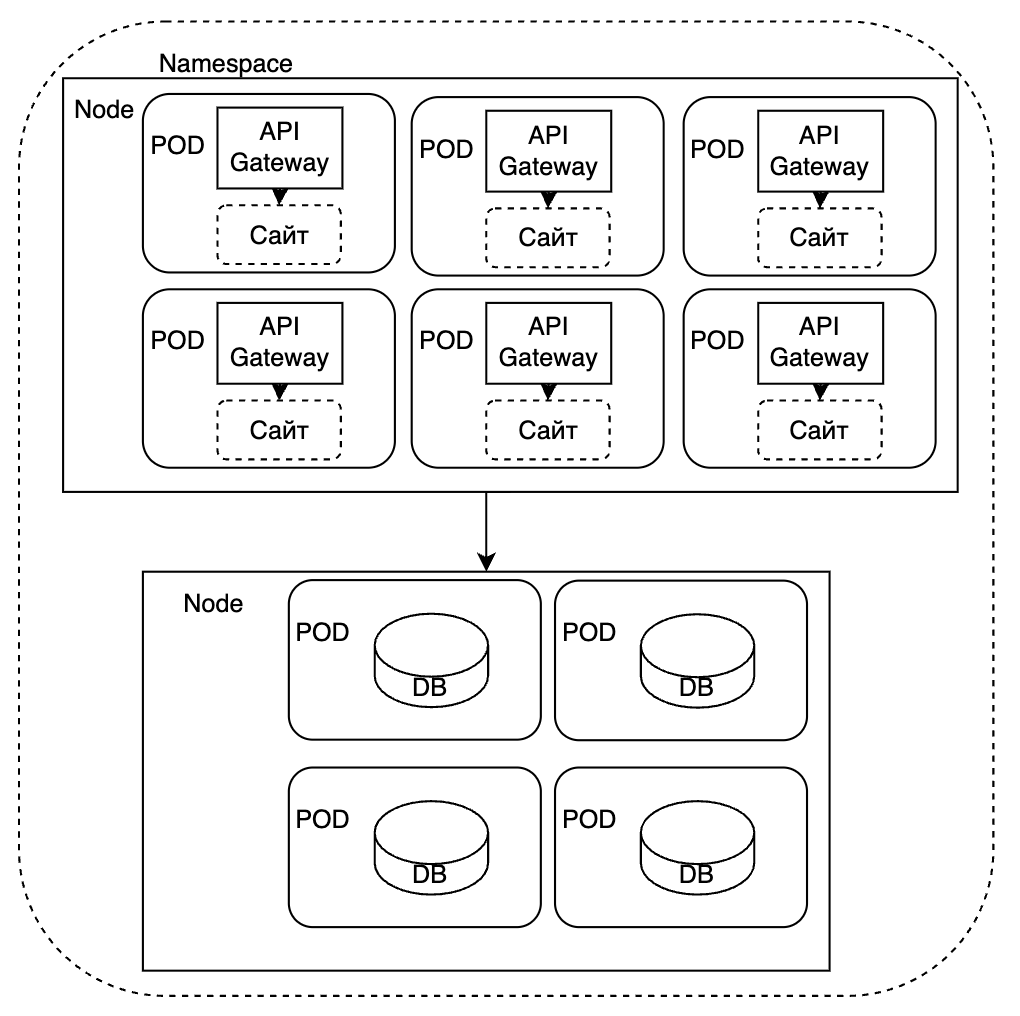 Namespace
Node
POD
API
Gateway
Сайт
POD
API
Gateway
Сайт
POD
API
Gateway
Сайт
POD
API
Gateway
Сайт
POD
API
Gateway
Сайт
POD
API
Gateway
Сайт
Node
POD
DB
POD
DB
POD
DB
POD
DB